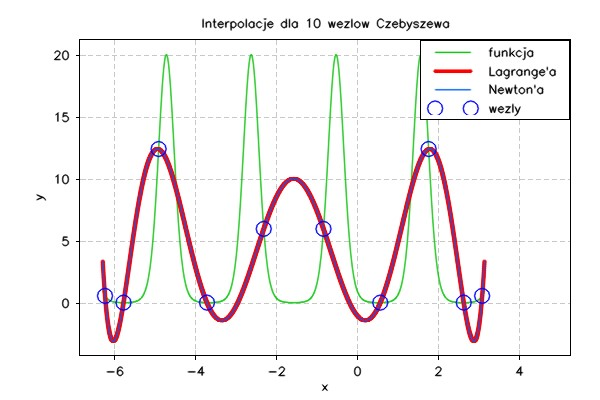 Interpolacje dla 10 wezlow Czebyszewa
funkcja
Lagrange'a
Newton'a
wezly
20
15
10
5
0
y
−6 −4 −2 0 2 4
x